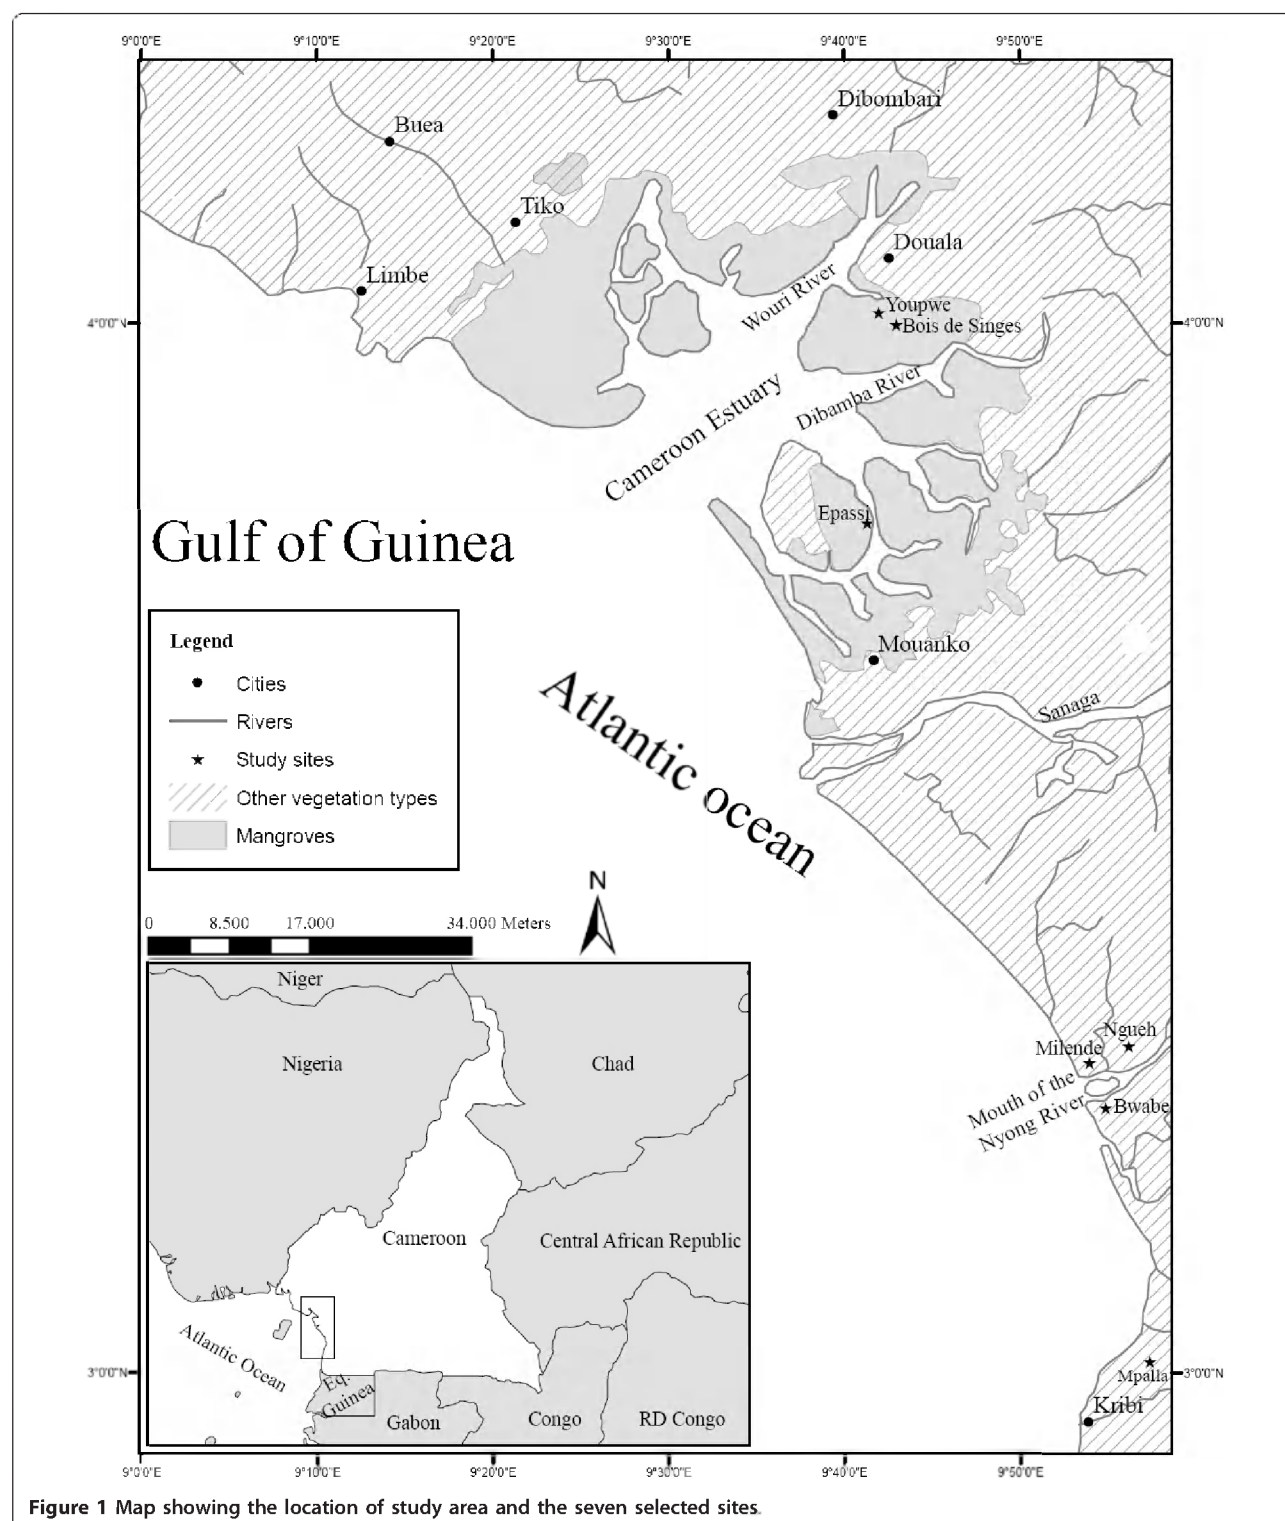 9°0'0"E 9°10'0"E 9°20'0"E 9°30'0"E 9°40'0"E 9°50'0"E
Dibombari
Buea
Tiko
Douala
Limbe
Wouri River
Youpwe
4°0'0"N 4°0'0"N
Bois de Singes
Dibamba River
Cameroon Estuary
Epassi
Gulf of Guinea
Legend
Cities
Rivers
Study sites
Other vegetation types
Mangroves
Mouanko
Sanaga
Atlantic ocean
N
0 8.500 17.000 34.000 Meters
Niger
Nigeria
Chad
Cameroon
Central African Republic
Atlantic Ocean
Eq.
Guinea
Gabon
Congo
RD Congo
Ngueh
Milende
Mouth of the
Nyong River
Bwabe
3°0'0"N 3°0'0"N
Mpalla
Kribi
9°0'0"E 9°10'0"E 9°20'0"E 9°30'0"E 9°40'0"E 9°50'0"E
Figure 1 Map showing the location of study area and the seven selected sites.